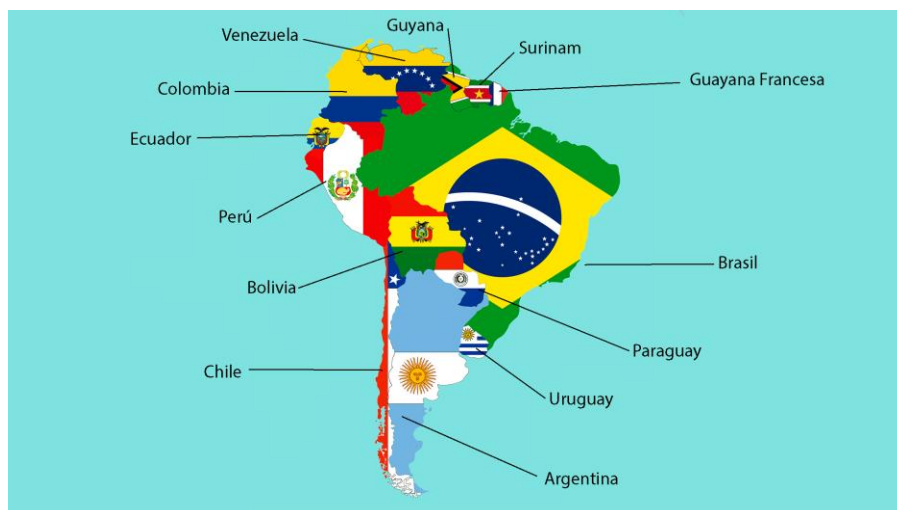 Guyana
Venezuela
Surinam
Guayana Francesa
Colombia
Ecuador
Perú
Brasil
Bolivia
Paraguay
Chile
Uruguay
Argentina